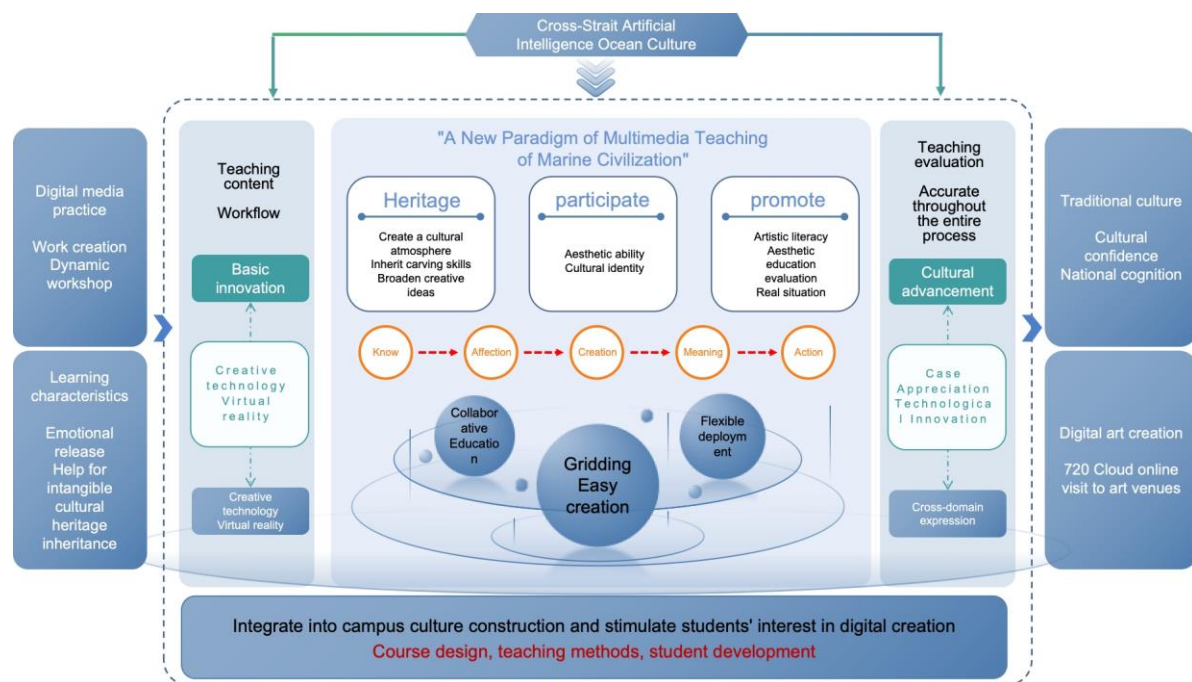 Cross-Strait Artificial
Intelligence Ocean Culture
Digital media
practice
Work creation
Dynamic
workshop
Learning
characteristics
Emotional
release
Help for
intangible
cultural
heritage
inheritance
Teaching
content
Workflow
Basic
innovation
Creative
technology
Virtual
reality
Creative
technology
Virtual reality
"A New Paradigm of Multimedia Teaching
of Marine Civilization"
Heritage
Create a cultural
atmosphere
Inherit carving skills
Broaden creative
ideas
participate
Aesthetic ability
Cultural identity
promote
Artistic literacy
Aesthetic
education
evaluation
Real situation
Know
Affection
Creation
Meaning
Action
Collabor
ative
Educatio
n
Gridding
Easy
creation
Flexible
deploym
ent
Teaching
evaluation
Accurate
throughout
the entire
process
Cultural
advancement
Case
Appreciation
Technologica
l Innovation
Cross-domain
expression
Traditional culture
Cultural
confidence
National cognition
Digital art creation
720 Cloud online
visit to art venues
Integrate into campus culture construction and stimulate students' interest in digital creation
Course design, teaching methods, student development